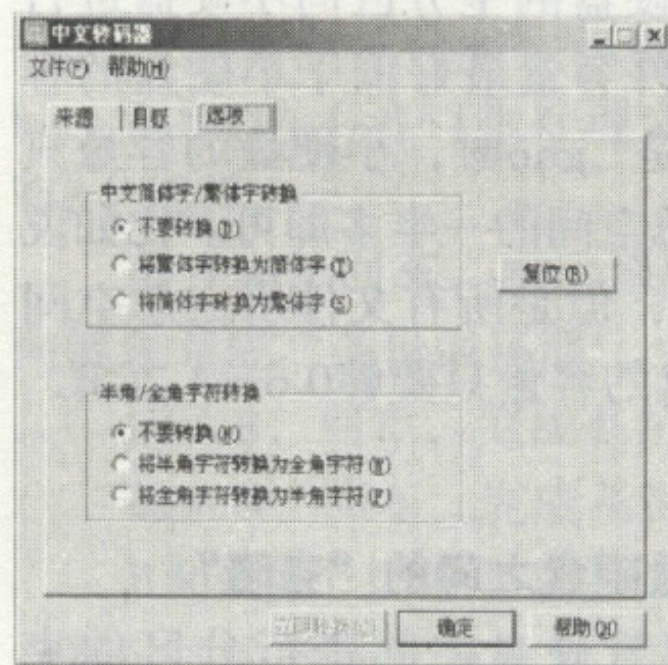 中文转码器
文件(F) 帮助(H)
来源 目标 选项
中文简体字/繁体字转换
不要转换(D)
将繁体字转换为简体字(T)
将简体字转换为繁体字(S)
复位(R)
半角/全角字符转换
不要转换(N)
将半角字符转换为全角字符
将全角字符转换为半角字符
确定 帮助